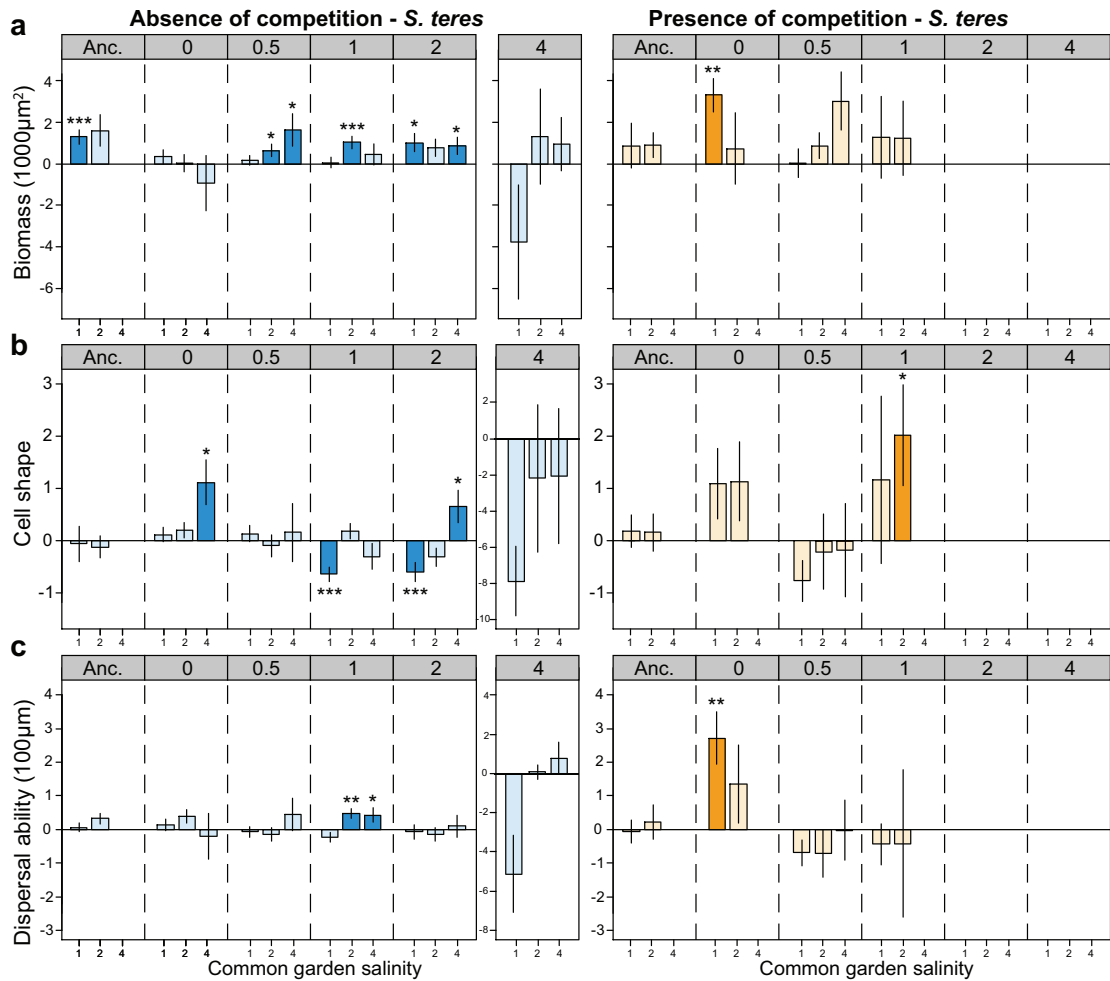 Absence of competition - S. teres
Presence of competition - S. teres
a
Anc. 0 0.5 1 2 4
Anc. 0 0.5 1 2 4
Biomass (1000µm²)
4
2
0
-2
-4
-6
*** * * *** * *
**
1 2 4 1 2 4 1 2 4 1 2 4 1 2 4 1 2 4
1 2 4 1 2 4 1 2 4 1 2 4 1 2 4 1 2 4
b
Anc. 0 0.5 1 2 4
Anc. 0 0.5 1 2 4
Cell shape
3
2
1
0
-1
2
0
-2
-4
-6
-8
-10
3
2
1
0
-1
* *** *** *
*
1 2 4 1 2 4 1 2 4 1 2 4 1 2 4 1 2 4
1 2 4 1 2 4 1 2 4 1 2 4 1 2 4 1 2 4
c
Anc. 0 0.5 1 2 4
Anc. 0 0.5 1 2 4
Dispersal ability (100µm)
4
3
2
1
0
-1
-2
-3
4
2
0
-2
-4
-6
-8
4
3
2
1
0
-1
-2
-3
** *
**
1 2 4 1 2 4 1 2 4 1 2 4 1 2 4 1 2 4
1 2 4 1 2 4 1 2 4 1 2 4 1 2 4 1 2 4
Common garden salinity
Common garden salinity